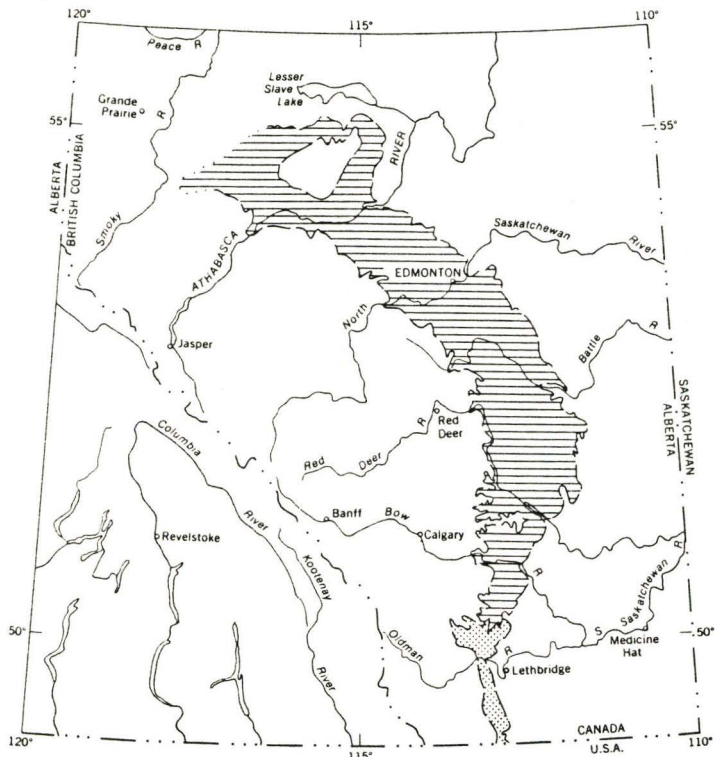 120°
115°
110°
Peace R
Lesser
Slave
Lake
Grande
Prairie
R
55°
55°
RIVER
ALBERTA
BRITISH COLUMBIA
Smoky
ATHABASCA
Saskatchewan
River
EDMONTON
North
Jasper
Battle R
SASKATCHEWAN
ALBERTA
Red
Deer
Red Deer R
Columbia
River
Banff
Bow
Calgary
Revelstoke
Kootenay
River
R
S Saskatchewan R
50°
50°
Medicine
Hat
Oldman R
Lethbridge
CANADA
U.S.A.
120°
115°
110°